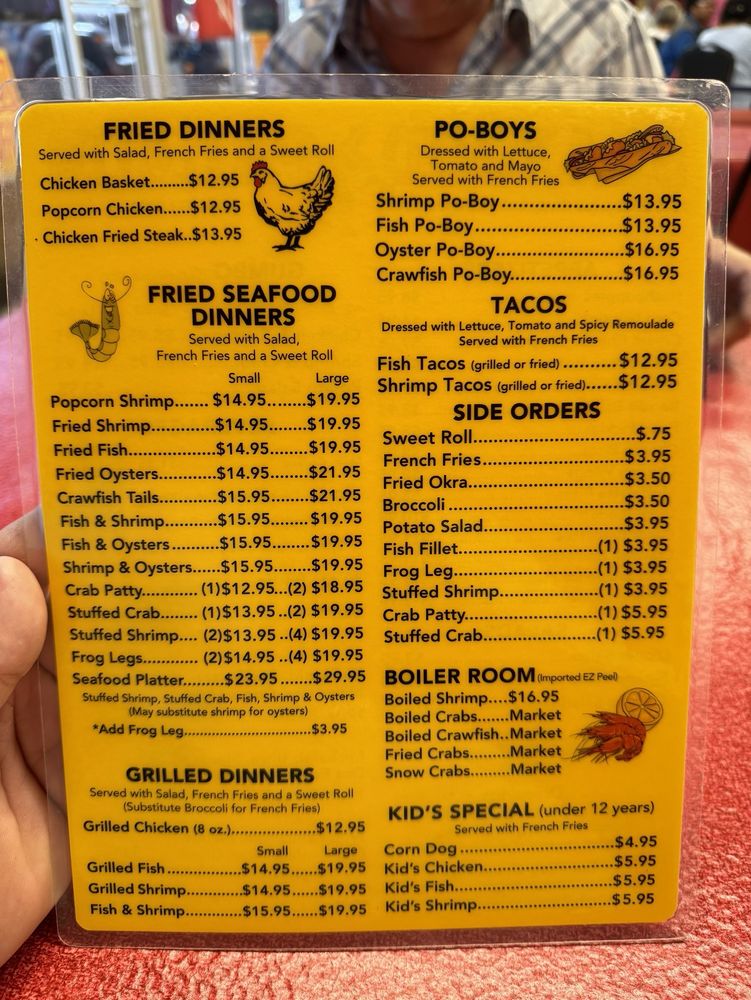 FRIED DINNERS
Served with Salad, French Fries and a Sweet Roll
Chicken Basket.........$12.95
Popcorn Chicken......$12.95
Chicken Fried Steak..$13.95
FRIED SEAFOOD
DINNERS
Served with Salad,
French Fries and a Sweet Roll
Small Large
Popcorn Shrimp....... $14.95........$19.95
Fried Shrimp.............$14.95........$19.95
Fried Fish.................$14.95.......$19.95
Fried Oysters............$14.95.......$21.95
Crawfish Tails...........$15.95.......$21.95
Fish & Shrimp...........$15.95.......$19.95
Fish & Oysters..........$15.95.......$19.95
Shrimp & Oysters......$15.95.......$19.95
Crab Patty........... (1)$12.95...(2) $18.95
Stuffed Crab......... (1)$13.95 ..(2) $19.95
Stuffed Shrimp.... (2)$13.95 ..(4) $19.95
Frog Legs............ (2)$14.95 ..(4) $19.95
Seafood Platter........$23.95 ......$29.95
Stuffed Shrimp, Stuffed Crab, Fish, Shrimp & Oysters
(May substitute shrimp for oysters)
*Add Frog Leg.....................................$3.95
GRILLED DINNERS
Served with Salad, French Fries and a Sweet Roll
(Substitute Broccoli for French Fries)
Grilled Chicken (8 oz.).....................$12.95
Small Large
Grilled Fish...................$14.95......$19.95
Grilled Shrimp..............$14.95......$19.95
Fish & Shrimp..............$15.95......$19.95
PO-BOYS
Dressed with Lettuce,
Tomato and Mayo
Served with French Fries
Shrimp Po-Boy.........................$13.95
Fish Po-Boy..............................$13.95
Oyster Po-Boy..........................$16.95
Crawfish Po-Boy.......................$16.95
TACOS
Dressed with Lettuce, Tomato and Spicy Remoulade
Served with French Fries
Fish Tacos (grilled or fried) ...........$12.95
Shrimp Tacos (grilled or fried)......$12.95
SIDE ORDERS
Sweet Roll..................................$.75
French Fries...............................$3.95
Fried Okra..................................$3.50
Broccoli.....................................$3.50
Potato Salad..............................$3.95
Fish Fillet.............................(1) $3.95
Frog Leg..............................(1) $3.95
Stuffed Shrimp....................(1) $3.95
Crab Patty...........................(1) $5.95
Stuffed Crab........................(1) $5.95
BOILER ROOM (Imported EZ Peel)
Boiled Shrimp....$16.95
Boiled Crabs.......Market
Boiled Crawfish..Market
Fried Crabs.........Market
Snow Crabs.........Market
KID'S SPECIAL (under 12 years)
Served with French Fries
Corn Dog .................................$4.95
Kid's Chicken............................$5.95
Kid's Fish..................................$5.95
Kid's Shrimp.............................$5.95